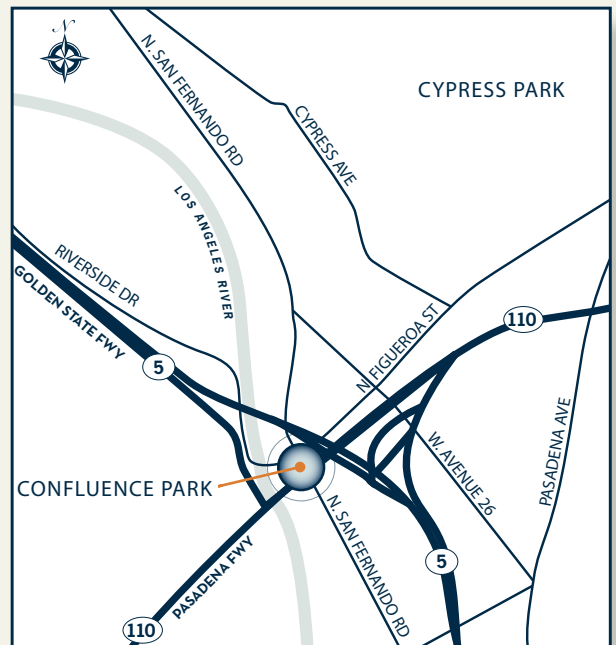 N
N. SAN FERNANDO RD
CYPRESS PARK
CYPRESS AVE
LOS ANGELES RIVER
RIVERSIDE DR
GOLDEN STATE FWY
5
110
N. FIGUEROA ST
W. AVENUE 26
PASADENA AVE
CONFLUENCE PARK
N. SAN FERNANDO RD
PASADENA FWY
5
110